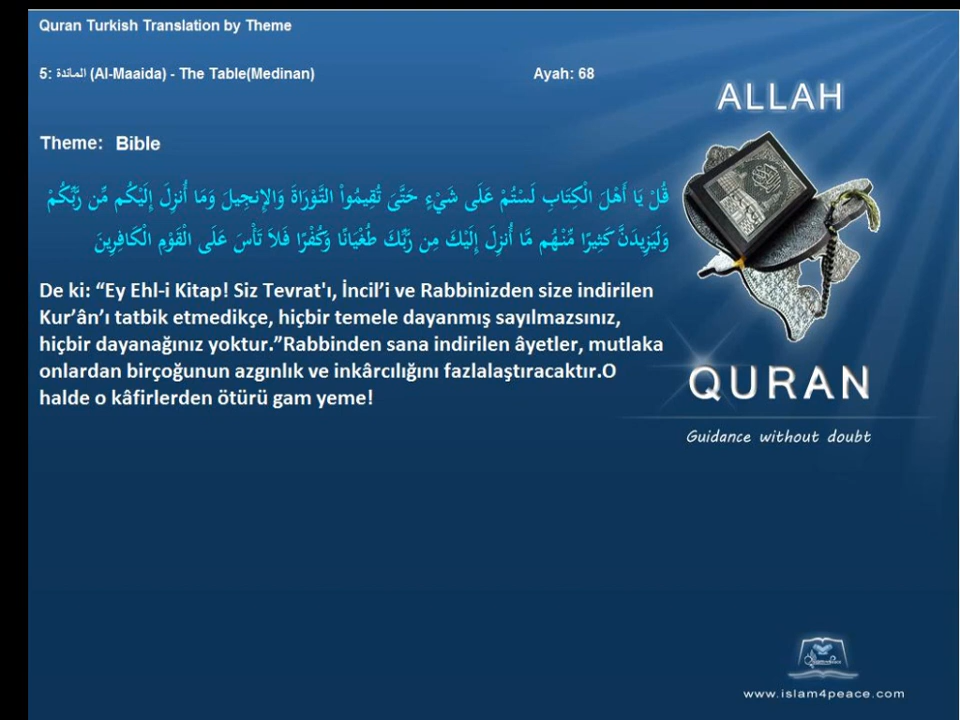 Quran Turkish Translation by Theme
5: المائدة (Al-Maaida) - The Table(Medinan) Ayah: 68
Theme: Bible
قُلْ يَا أَهْلَ الْكِتَابِ لَسْتُمْ عَلَى شَيْءٍ حَتَّىَ تُقِيمُواْ التَّوْرَاةَ وَالإِنجِيلَ وَمَا أُنزِلَ إِلَيْكُم مِّن رَّبِّكُمْ
وَلَيَزِيدَنَّ كَثِيرًا مِّنْهُم مَّا أُنزِلَ إِلَيْكَ مِن رَّبِّكَ طُغْيَانًا وَكُفْرًا فَلاَ تَأْسَ عَلَى الْقَوْمِ الْكَافِرِينَ
De ki: “Ey Ehl-i Kitap! Siz Tevrat'ı, İncil’i ve Rabbinizden size indirilen
Kur’ân’ı tatbik etmedikçe, hiçbir temele dayanmış sayılmazsınız,
hiçbir dayanağınız yoktur.”Rabbinden sana indirilen âyetler, mutlaka
onlardan birçoğunun azgınlık ve inkârcılığını fazlalaştıracaktır.O
halde o kâfirlerden ötürü gam yeme!
ALLAH
QURAN
Guidance without doubt
www.islam4peace.com